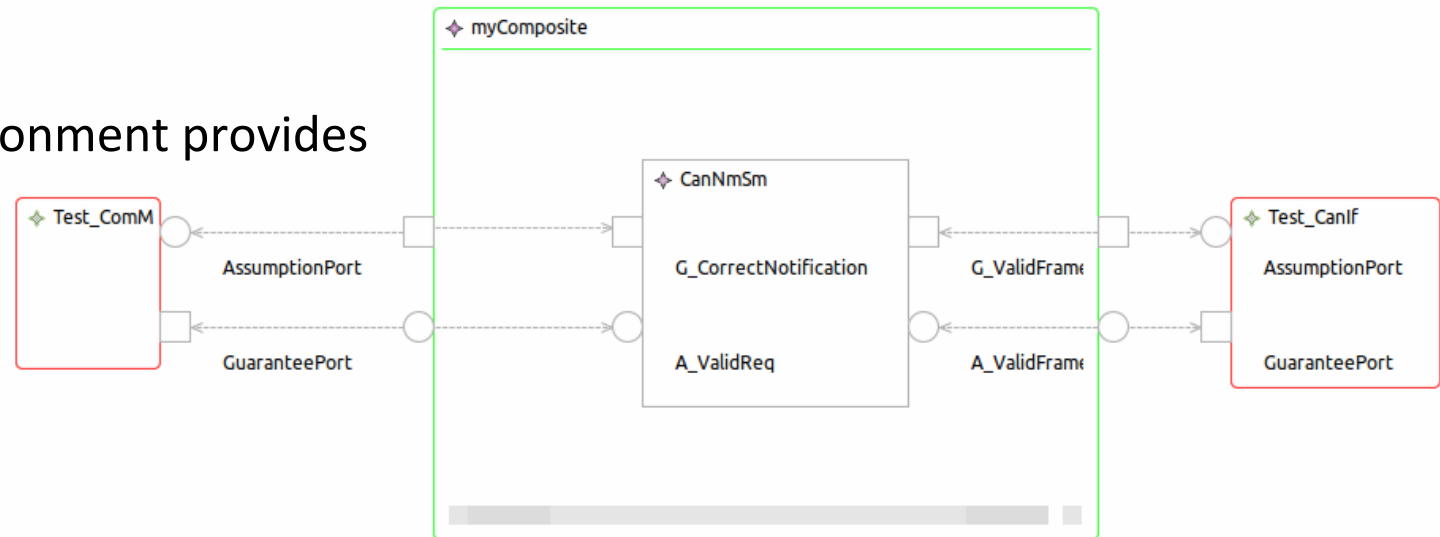 myComposite
onment provides
CanNmSm
Test_ComM
Test_CanIf
AssumptionPort
G_CorrectNotification
G_ValidFrame
AssumptionPort
GuaranteePort
A_ValidReq
A_ValidFrame
GuaranteePort